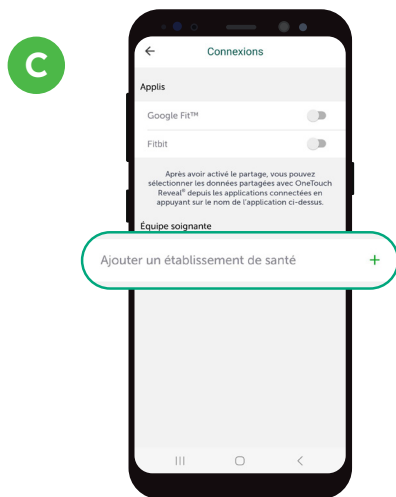 C
Connexions
Applis
Google Fit™
Fitbit
Après avoir activé le partage, vous pouvez
sélectionner les données partagées avec OneTouch
Reveal® depuis les applications connectées en
appuyant sur le nom de l'application ci-dessus.
Équipe soignante
Ajouter un établissement de santé +